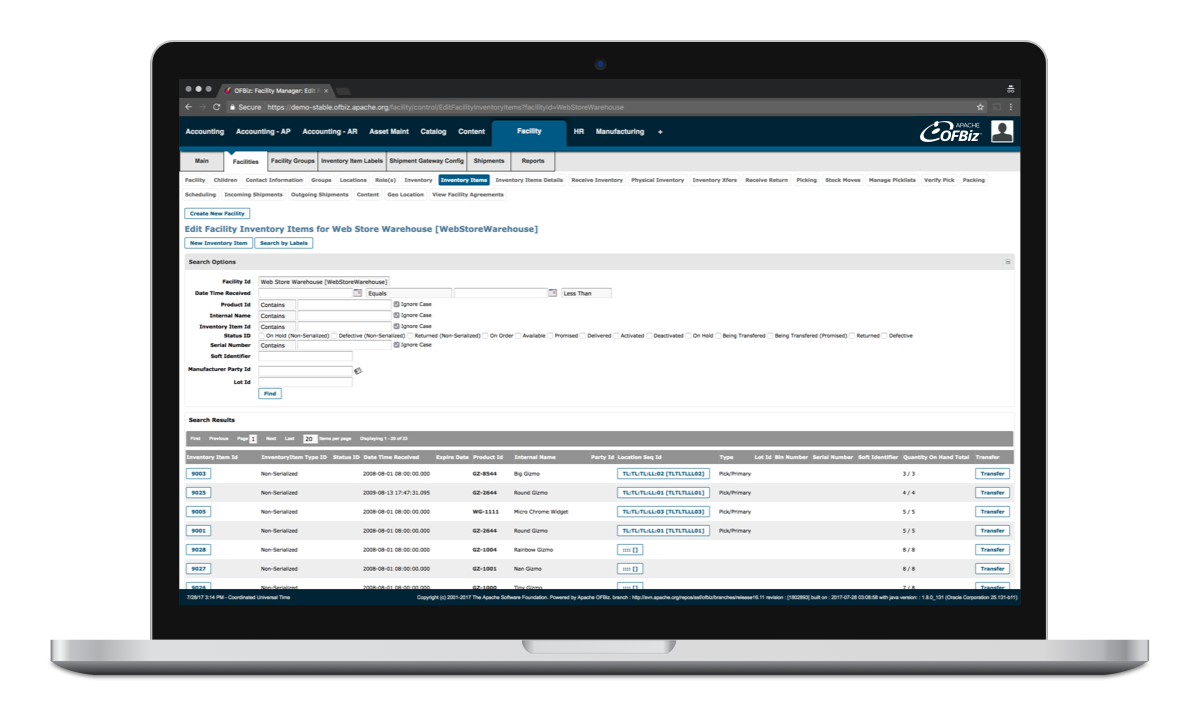 OFBiz: Facility Manager: Edit F
Secure https://demo-stable.ofbiz.apache.org/facility/control/EditFacilityInventoryItems?facilityId=WebStoreWarehouse
Accounting Accounting - AP Accounting - AR Asset Maint Catalog Content Facility HR Manufacturing +
APACHE
OFBiz
Main Facilities Facility Groups Inventory Item Labels Shipment Gateway Config Shipments Reports
Facility Children Contact Information Groups Locations Role(s) Inventory Inventory Items Inventory Items Details Receive Inventory Physical Inventory Inventory Xfers Receive Return Picking Stock Moves Manage Picklists Verify Pick Packing
Scheduling Incoming Shipments Outgoing Shipments Content Geo Location View Facility Agreements
Create New Facility
Edit Facility Inventory Items for Web Store Warehouse [WebStoreWarehouse]
New Inventory Item Search by Labels
Search Options
Facility Id Web Store Warehouse [WebStoreWarehouse]
Date Time Received Equals Less Than
Product Id Contains Ignore Case
Internal Name Contains Ignore Case
Inventory Item Id Contains Ignore Case
Status ID On Hold (Non-Serialized) Defective (Non-Serialized) Returned (Non-Serialized) On Order Available Promised Delivered Activated Deactivated On Hold Being Transfered Being Transfered (Promised) Returned Defective
Serial Number Contains Ignore Case
Soft Identifier
Manufacturer Party Id
Lot Id
Find
Search Results
First Previous Page 1 Next Last 20 items per page Displaying 1 - 20 of 23
Inventory Item Id InventoryItem Type ID Status ID Date Time Received Expire Date Product Id Internal Name Party Id Location Seq Id Type Lot Id Bin Number Serial Number Soft Identifier Quantity On Hand Total Transfer
9003 Non-Serialized 2008-08-01 08:00:00.000 GZ-8544 Big Gizmo TL:TL:TL:LL:02 [TLTLTLLL02] Pick/Primary 3 / 3 Transfer
9025 Non-Serialized 2009-08-13 17:47:31.095 GZ-2644 Round Gizmo TL:TL:TL:LL:01 [TLTLTLLL01] Pick/Primary 4 / 4 Transfer
9005 Non-Serialized 2008-08-01 08:00:00.000 WG-1111 Micro Chrome Widget TL:TL:TL:LL:03 [TLTLTLLL03] Pick/Primary 5 / 5 Transfer
9001 Non-Serialized 2008-08-01 08:00:00.000 GZ-2644 Round Gizmo TL:TL:TL:LL:01 [TLTLTLLL01] Pick/Primary 5 / 5 Transfer
9028 Non-Serialized 2008-08-01 08:00:00.000 GZ-1004 Rainbow Gizmo :::: [] 8 / 8 Transfer
9027 Non-Serialized 2008-08-01 08:00:00.000 GZ-1001 Nan Gizmo :::: [] 8 / 8 Transfer
9026 Non-Serialized 2008-08-01 08:00:00.000 GZ-1000 Tiny Gizmo :::: [] 7 / 8 Transfer
7/28/17 3:14 PM - Coordinated Universal Time Copyright (c) 2001-2017 The Apache Software Foundation. Powered by Apache OFBiz. branch : http://svn.apache.org/repos/asf/ofbiz/branches/release16.11 revision : [1802893] built on : 2017-07-28 03:08:58 with java version: : 1.8.0_131 (Oracle Corporation 25.131-b11)